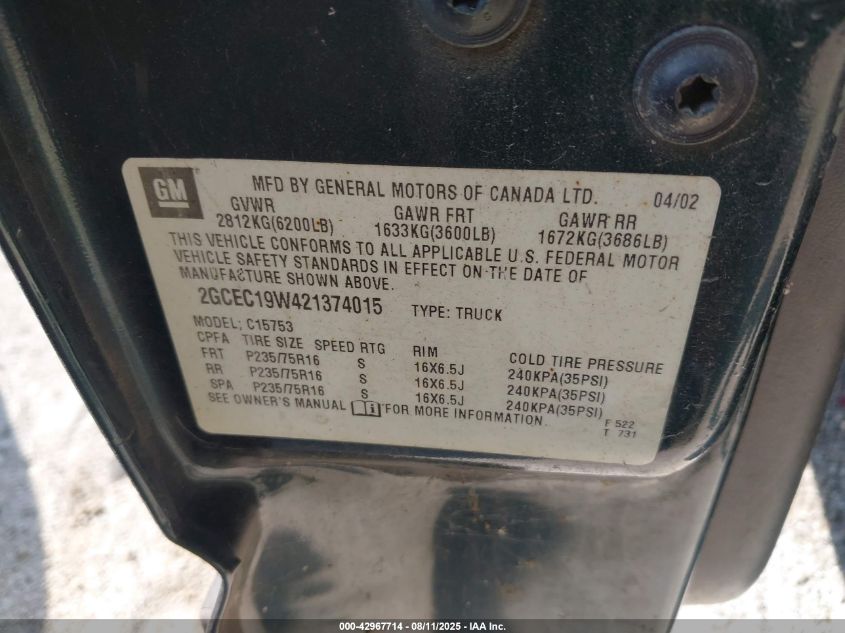 GM
MFD BY GENERAL MOTORS OF CANADA LTD. 04/02
GVWR GAWR FRT GAWR RR
2812KG(6200LB) 1633KG(3600LB) 1672KG(3686LB)
THIS VEHICLE CONFORMS TO ALL APPLICABLE U.S. FEDERAL MOTOR
VEHICLE SAFETY STANDARDS IN EFFECT ON THE DATE OF
MANUFACTURE SHOWN ABOVE.
2GCEC19W421374015 TYPE: TRUCK
MODEL: C15753
CPFA TIRE SIZE SPEED RTG RIM COLD TIRE PRESSURE
FRT P235/75R16 S 16X6.5J 240KPA(35PSI)
RR P235/75R16 S 16X6.5J 240KPA(35PSI)
SPA P235/75R16 S 16X6.5J 240KPA(35PSI)
SEE OWNER'S MANUAL i FOR MORE INFORMATION.
F 522
T 731
000-42967714 - 08/11/2025 - IAA Inc.